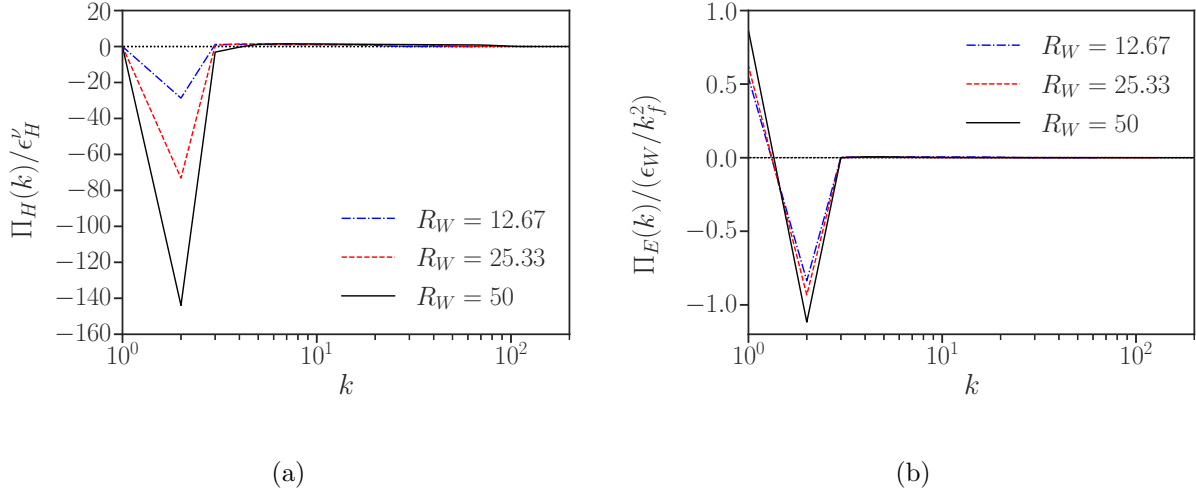 20
0
−20
−40
−60
−80
−100
−120
−140
−160
Π_H(k)/ϵ^ν_H
R_W = 12.67
R_W = 25.33
R_W = 50
10^0
10^1
10^2
k
(a)
1.0
0.5
0.0
−0.5
−1.0
Π_E(k)/(ϵ_W/k_f^2)
R_W = 12.67
R_W = 25.33
R_W = 50
10^0
10^1
10^2
k
(b)